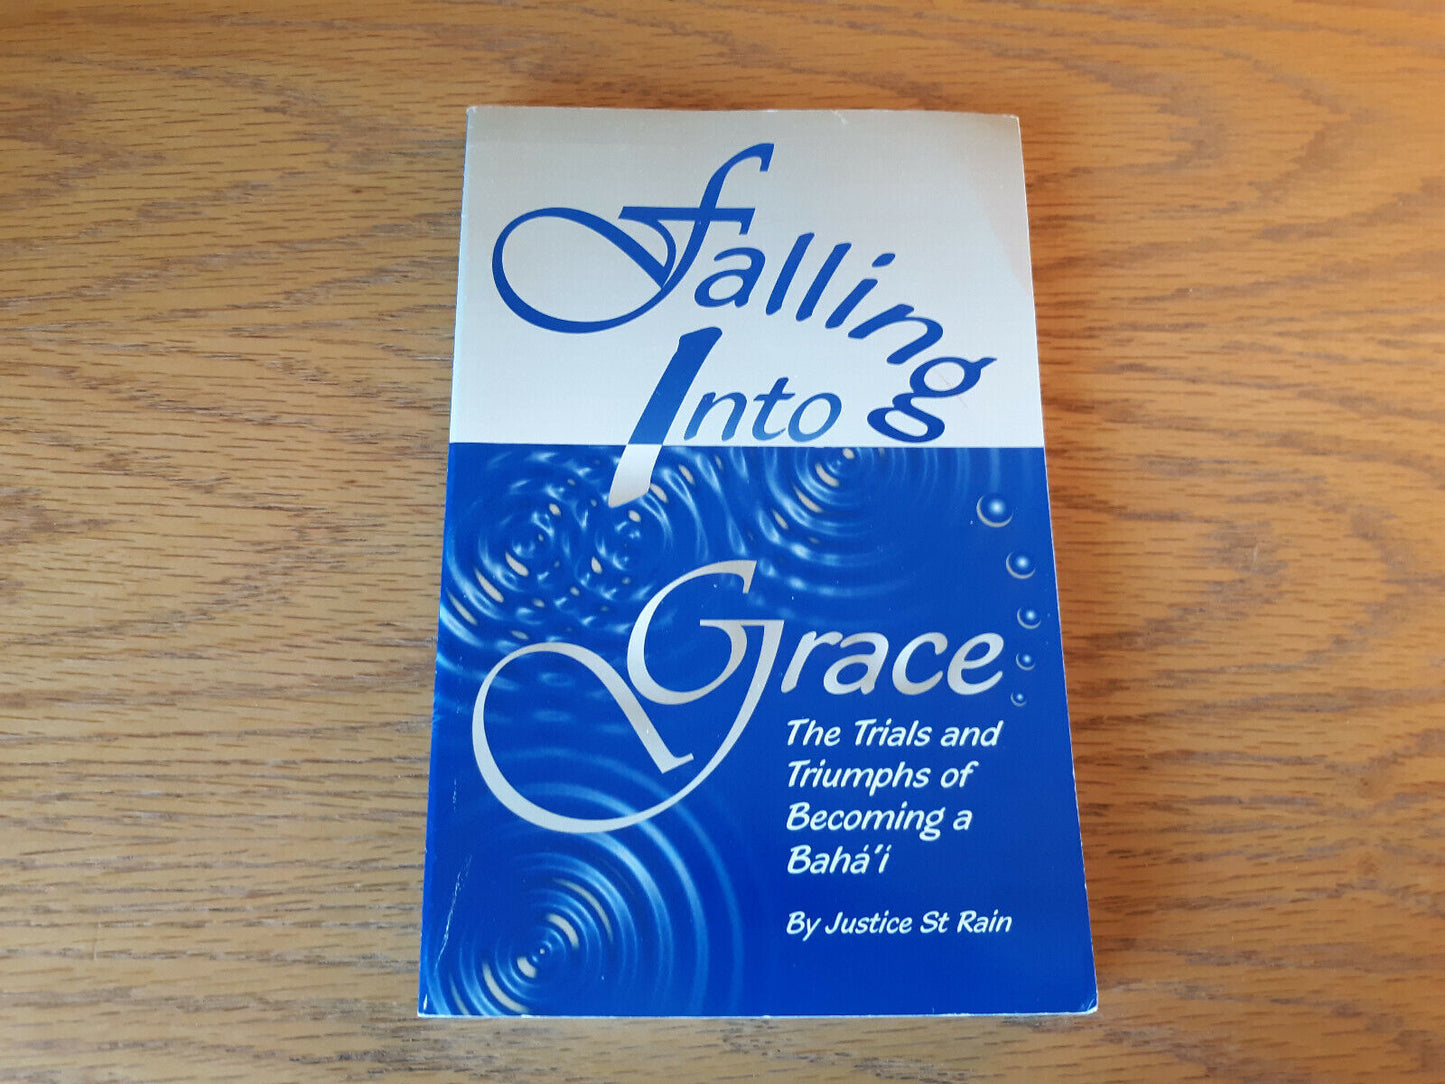 Falling
Into
Grace
The Trials and
Triumphs of
Becoming a
Bahá'í
By Justice St Rain